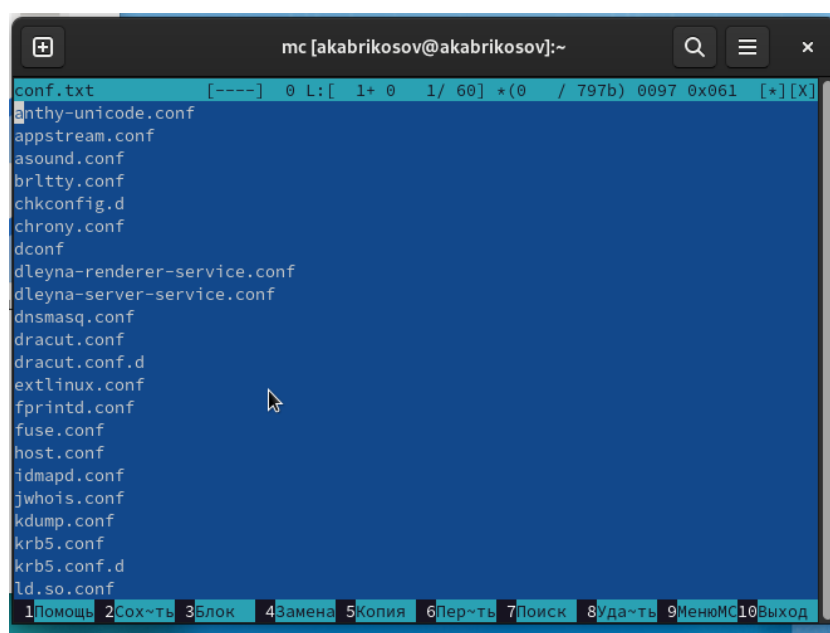 mc [akabrikosov@akabrikosov]:~
conf.txt [----] 0 L:[ 1+ 0 1/ 60] *(0 / 797b) 0097 0x061 [*][X]
anthy-unicode.conf
appstream.conf
asound.conf
brltty.conf
chkconfig.d
chrony.conf
dconf
dleyna-renderer-service.conf
dleyna-server-service.conf
dnsmasq.conf
dracut.conf
dracut.conf.d
extlinux.conf
fprintd.conf
fuse.conf
host.conf
idmapd.conf
jwhois.conf
kdump.conf
krb5.conf
krb5.conf.d
ld.so.conf
1Помощь 2Сох~ть 3Блок 4Замена 5Копия 6Пер~ть 7Поиск 8Уда~ть 9МенюMC10Выход